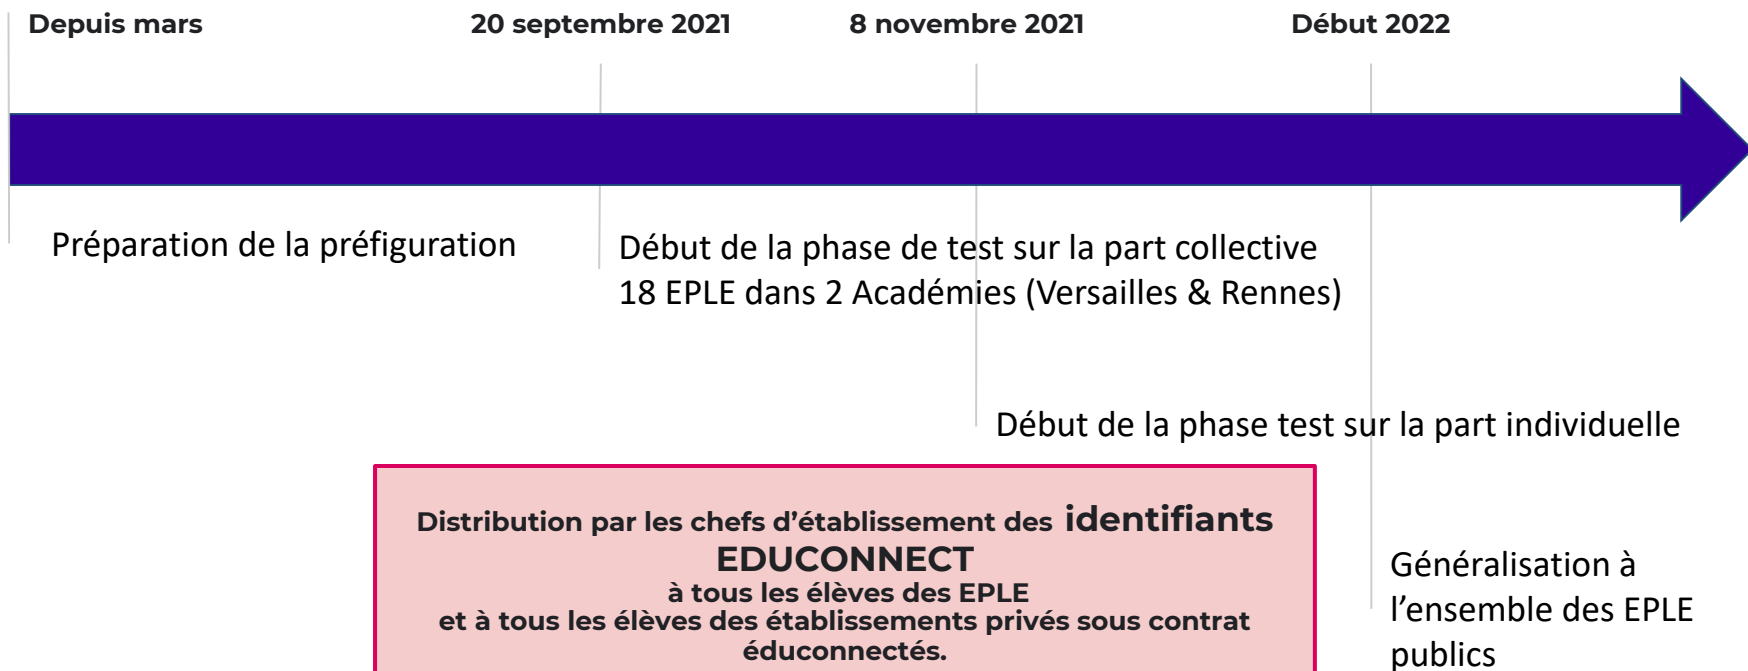 Depuis mars
20 septembre 2021
8 novembre 2021
Début 2022
Préparation de la préfiguration
Début de la phase de test sur la part collective
18 EPLE dans 2 Académies (Versailles & Rennes)
Début de la phase test sur la part individuelle
Distribution par les chefs d’établissement des identifiants
EDUCONNECT
à tous les élèves des EPLE
et à tous les élèves des établissements privés sous contrat
éduconnectés.
Généralisation à
l’ensemble des EPLE
publics